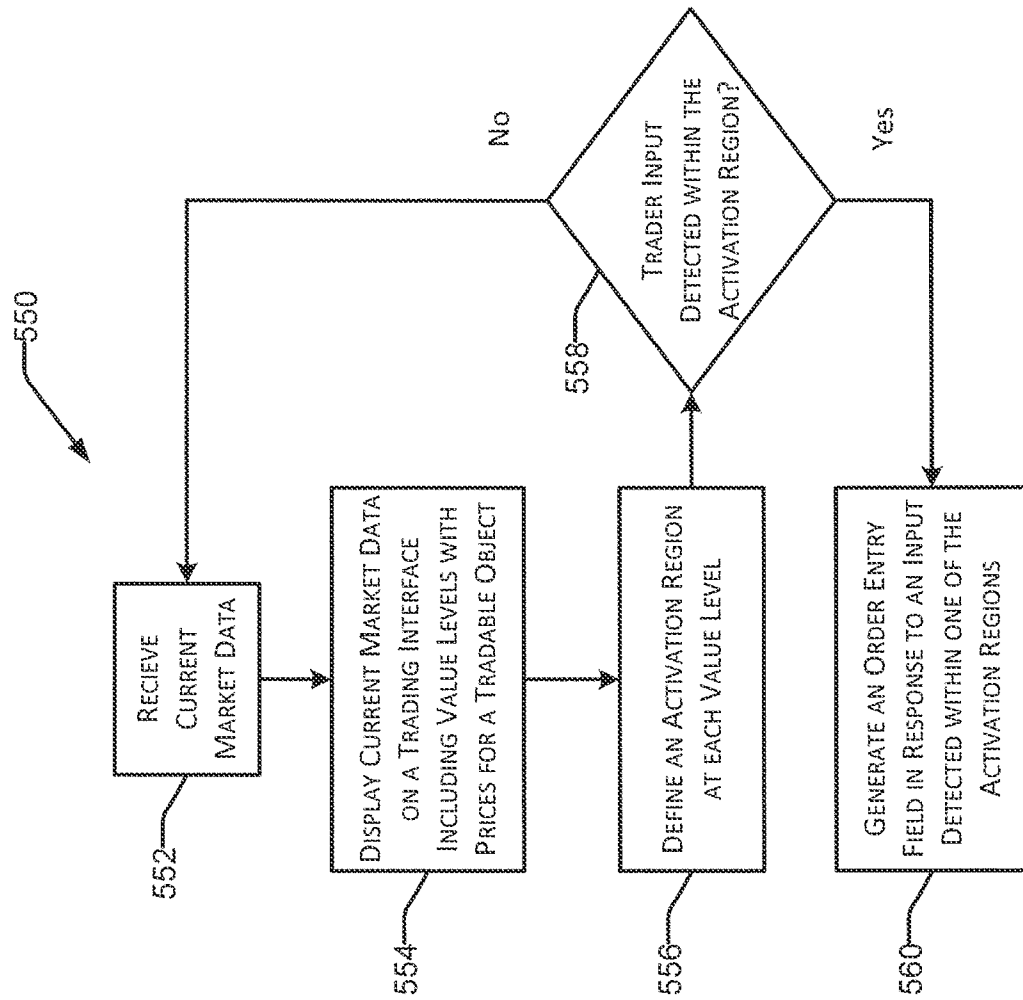 550
RECIEVE
CURRENT
MARKET DATA
552
DISPLAY CURRENT MARKET DATA
ON A TRADING INTERFACE
INCLUDING VALUE LEVELS WITH
PRICES FOR A TRADABLE OBJECT
554
DEFINE AN ACTIVATION REGION
AT EACH VALUE LEVEL
556
TRADER INPUT
DETECTED WITHIN THE
ACTIVATION REGION?
558
No
Yes
GENERATE AN ORDER ENTRY
FIELD IN RESPONSE TO AN INPUT
DETECTED WITHIN ONE OF THE
ACTIVATION REGIONS
560